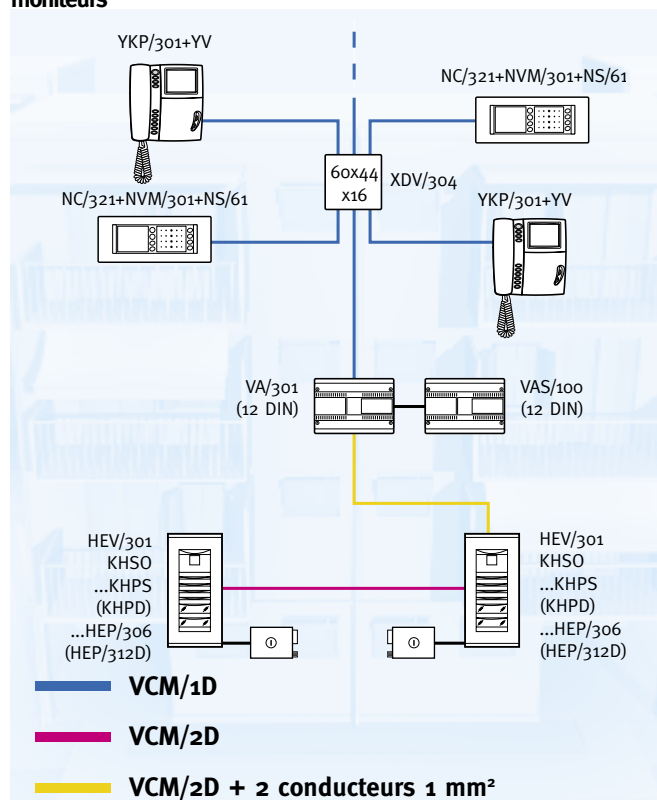 moniteurs
YKP/301+YV
NC/321+NVM/301+NS/61
60x44
x16
XDV/304
NC/321+NVM/301+NS/61
YKP/301+YV
VA/301
(12 DIN)
VAS/100
(12 DIN)
HEV/301
KHSO
...KHPS
(KHPD)
...HEP/306
(HEP/312D)
HEV/301
KHSO
...KHPS
(KHPD)
...HEP/306
(HEP/312D)
VCM/1D
VCM/2D
VCM/2D + 2 conducteurs 1 mm²